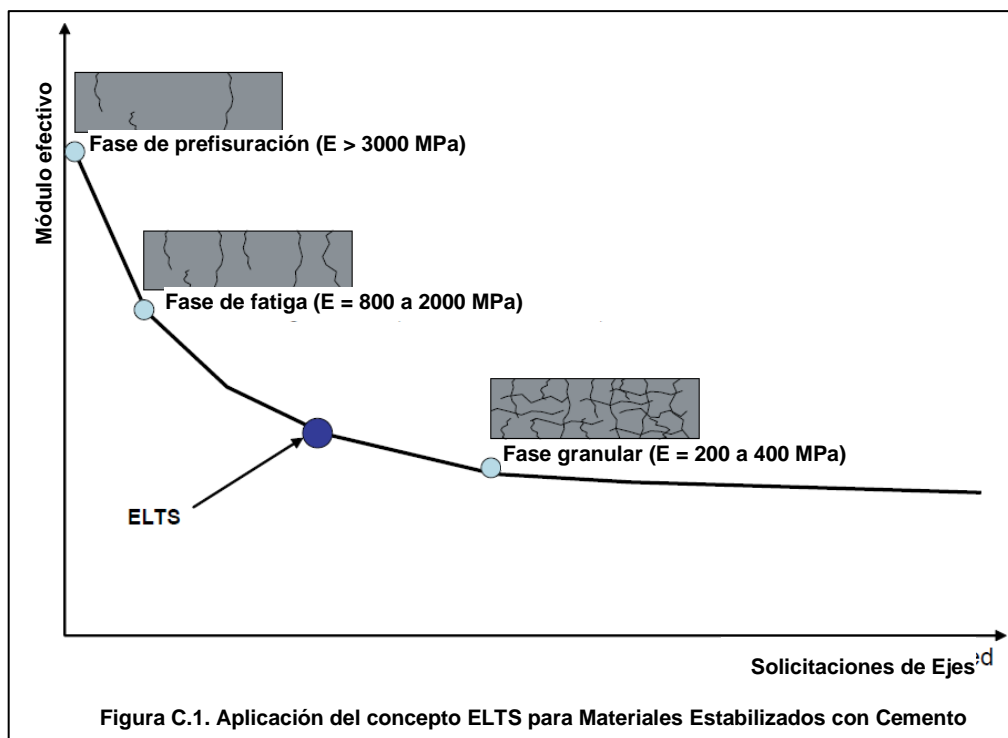 Módulo efectivo
Fase de prefisuración (E > 3000 MPa)
Fase de fatiga (E = 800 a 2000 MPa)
Fase granular (E = 200 a 400 MPa)
ELTS
Solicitaciones de Ejes
Figura C.1. Aplicación del concepto ELTS para Materiales Estabilizados con Cemento